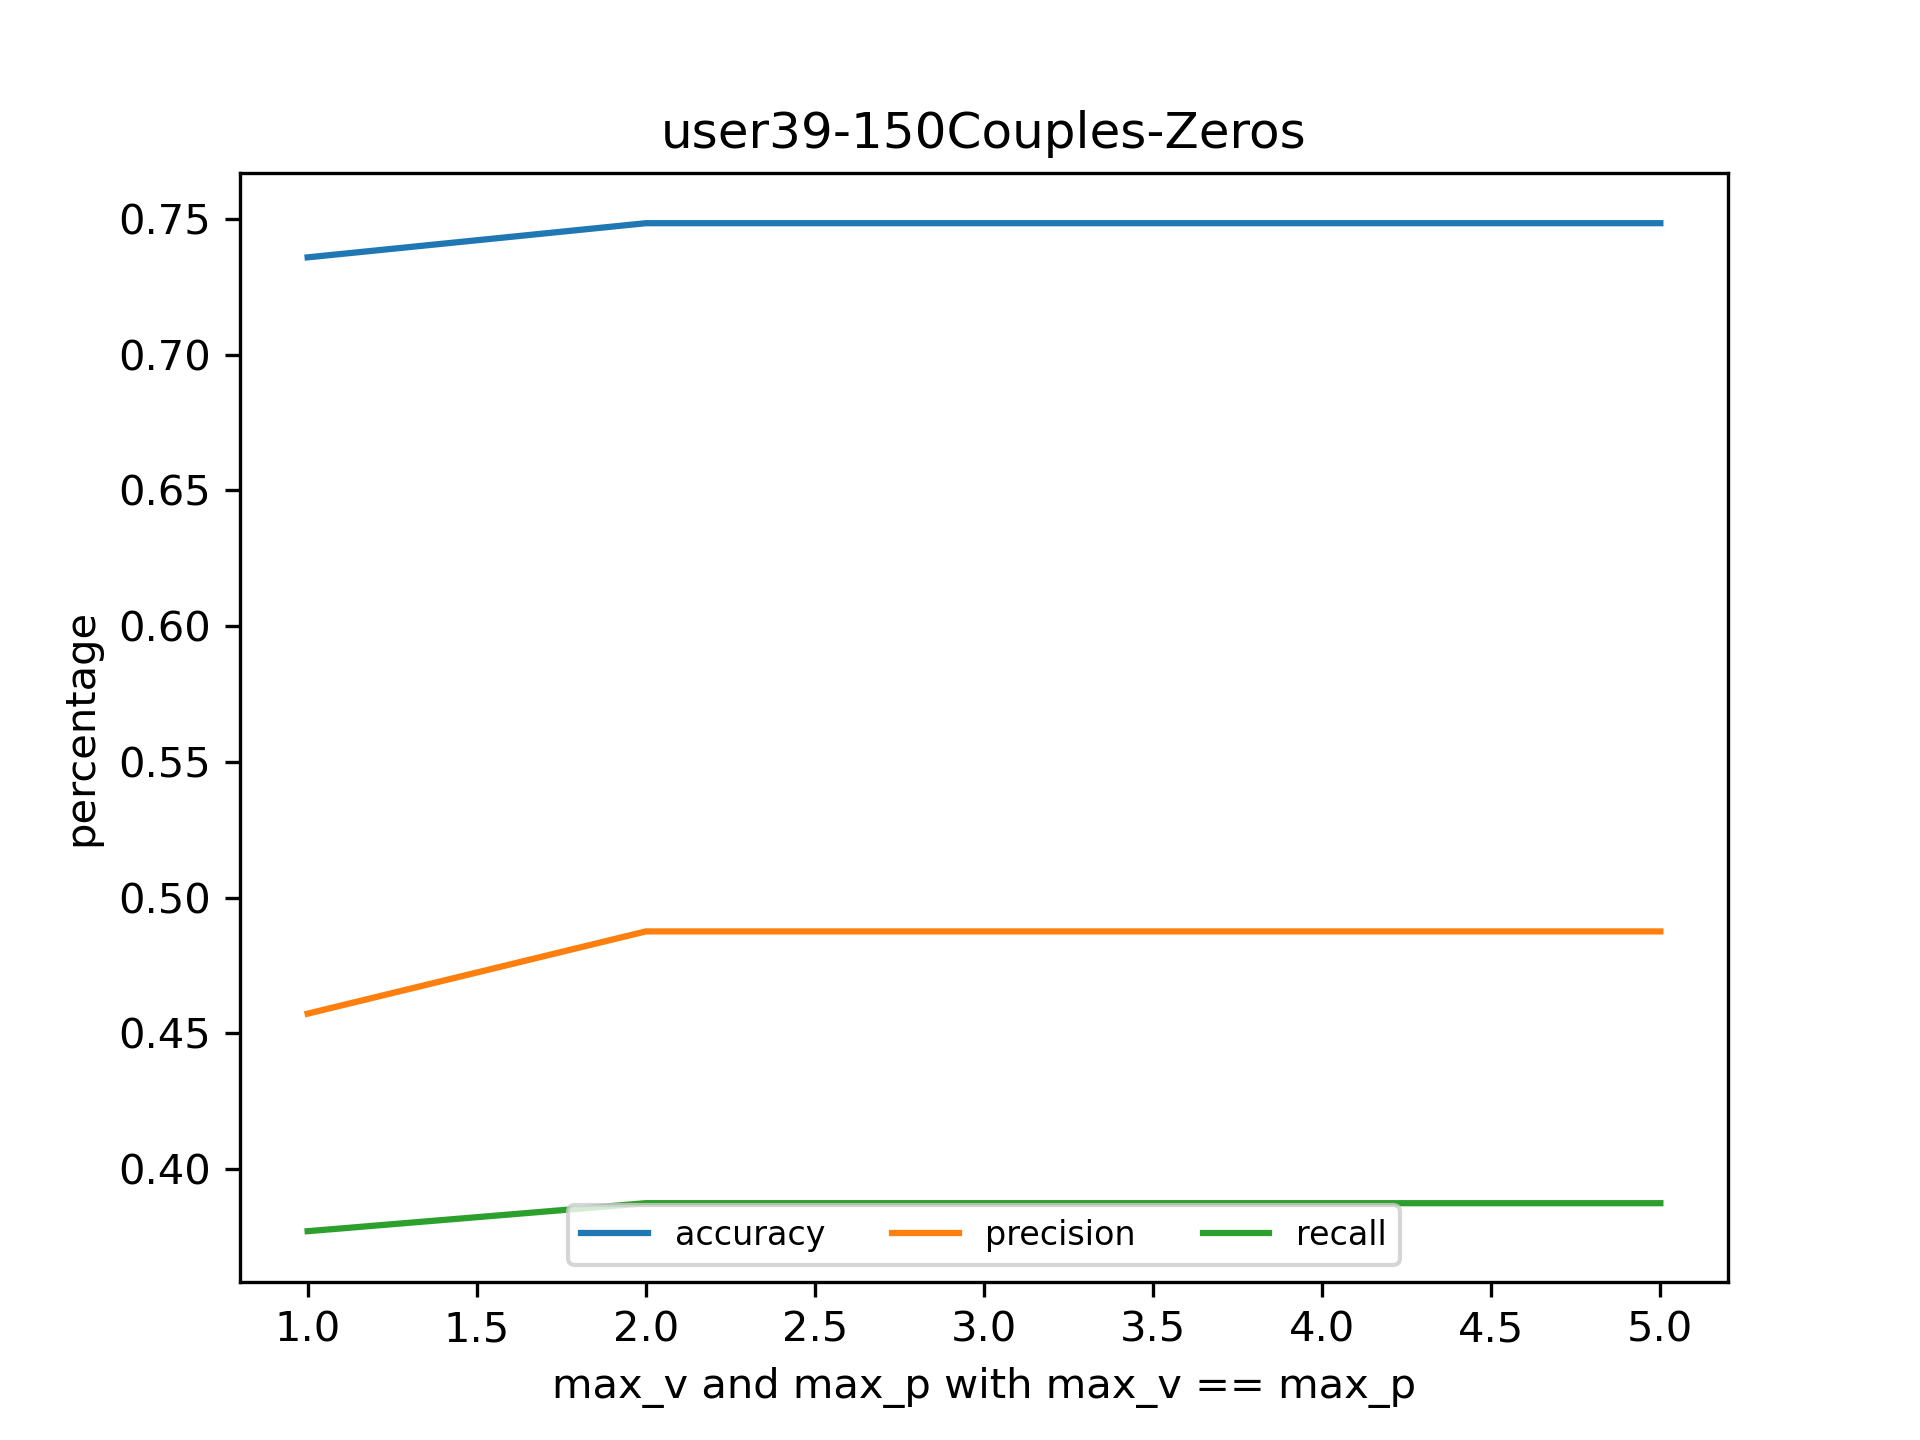 user39-150Couples-Zeros
percentage
0.75
0.70
0.65
0.60
0.55
0.50
0.45
0.40
accuracy precision recall
1.0 1.5 2.0 2.5 3.0 3.5 4.0 4.5 5.0
max_v and max_p with max_v == max_p